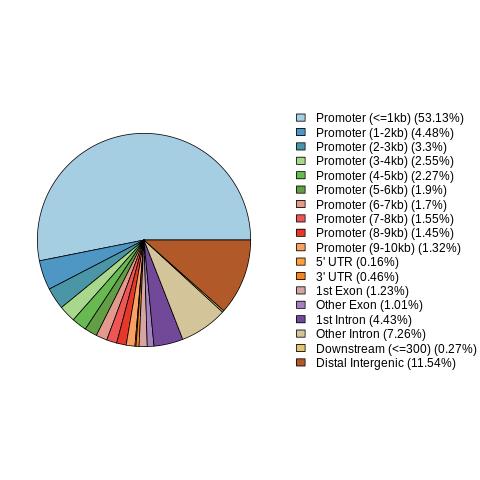 Promoter (<=1kb) (53.13%)
Promoter (1-2kb) (4.48%)
Promoter (2-3kb) (3.3%)
Promoter (3-4kb) (2.55%)
Promoter (4-5kb) (2.27%)
Promoter (5-6kb) (1.9%)
Promoter (6-7kb) (1.7%)
Promoter (7-8kb) (1.55%)
Promoter (8-9kb) (1.45%)
Promoter (9-10kb) (1.32%)
5' UTR (0.16%)
3' UTR (0.46%)
1st Exon (1.23%)
Other Exon (1.01%)
1st Intron (4.43%)
Other Intron (7.26%)
Downstream (<=300) (0.27%)
Distal Intergenic (11.54%)